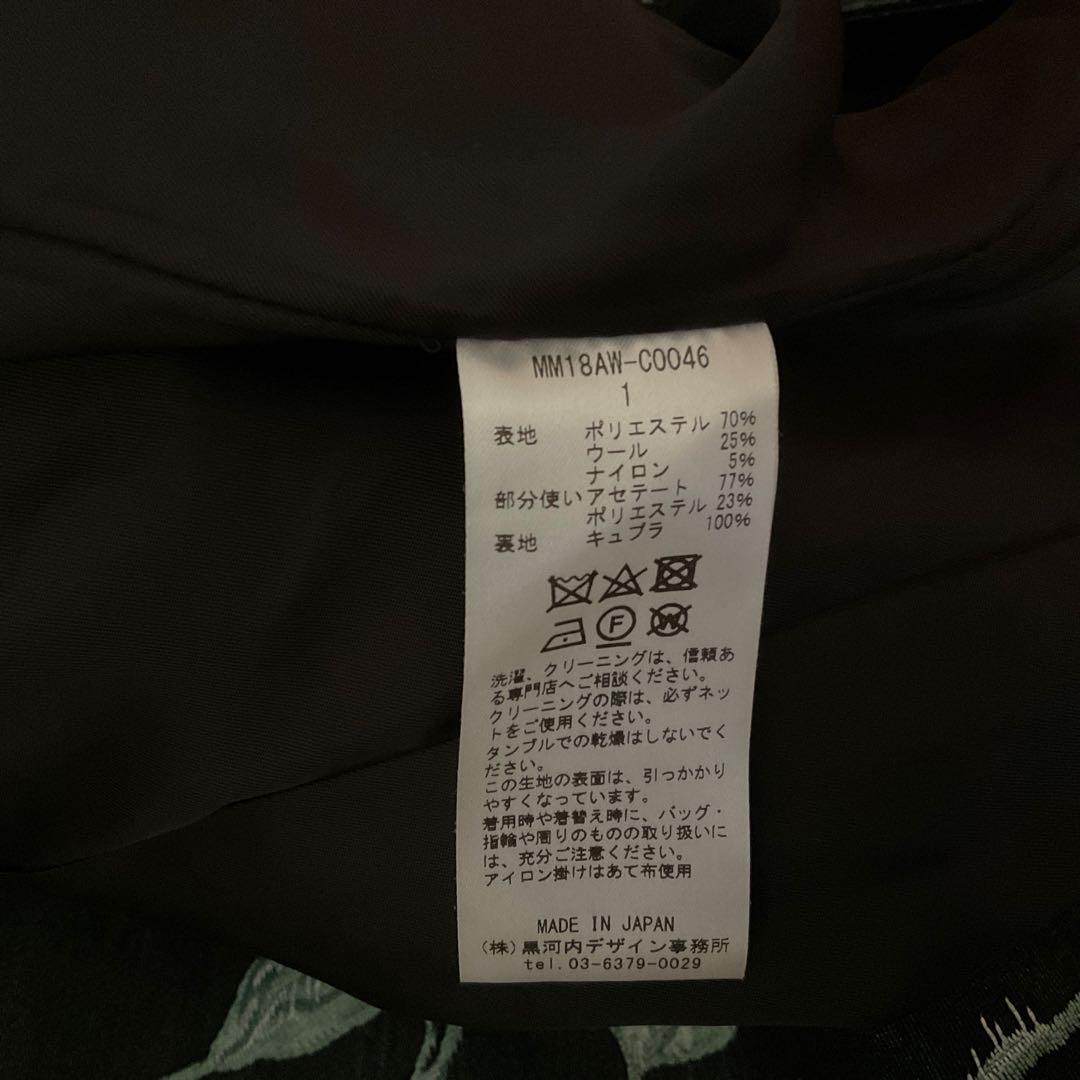 MM18AW-C0046
1
表地 ポリエステル 70%
ウール 25%
ナイロン 5%
部分使い アセテート 77%
ポリエステル 23%
裏地 キュプラ 100%
F W
洗濯、クリーニングは、信頼あ
る専門店へご相談ください。
クリーニングの際は、必ずネッ
トをご使用ください。
タンブルでの乾燥はしないでく
ださい。
この生地の表面は、引っかかり
やすくなっています。
着用時や着替え時に、バッグ・
指輪や周りのものの取り扱いに
は、充分ご注意ください。
アイロン掛けはあて布使用
MADE IN JAPAN
(株)黒河内デザイン事務所
tel.03-6379-0029